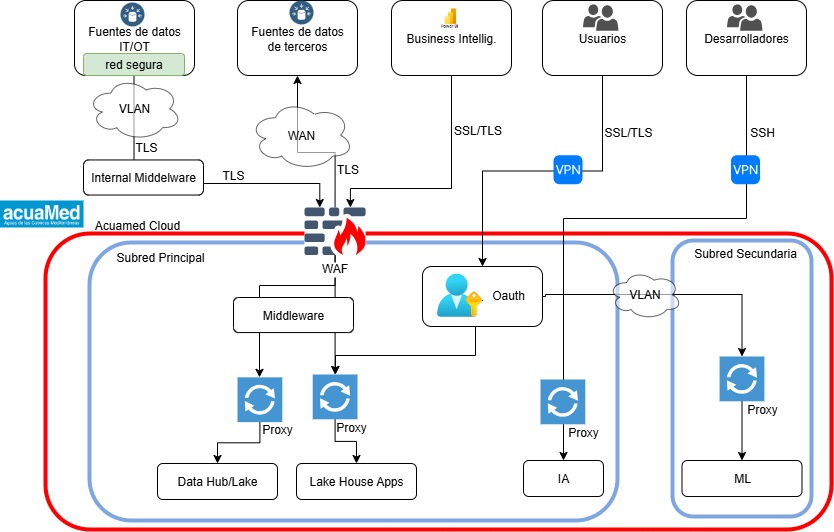 Fuentes de datos
IT/OT
red segura
Fuentes de datos
de terceros
Power BI
Business Intellig.
Usuarios
Desarrolladores
VLAN
WAN
SSL/TLS
SSL/TLS
SSH
TLS
TLS
VPN
VPN
Internal Middelware
TLS
acuaMed
Aguas de las Cuencas Mediterráneas
Acuamed Cloud
Subred Principal
Subred Secundaria
WAF
Oauth
VLAN
Middleware
Proxy
Proxy
Proxy
Proxy
Data Hub/Lake
Lake House Apps
IA
ML